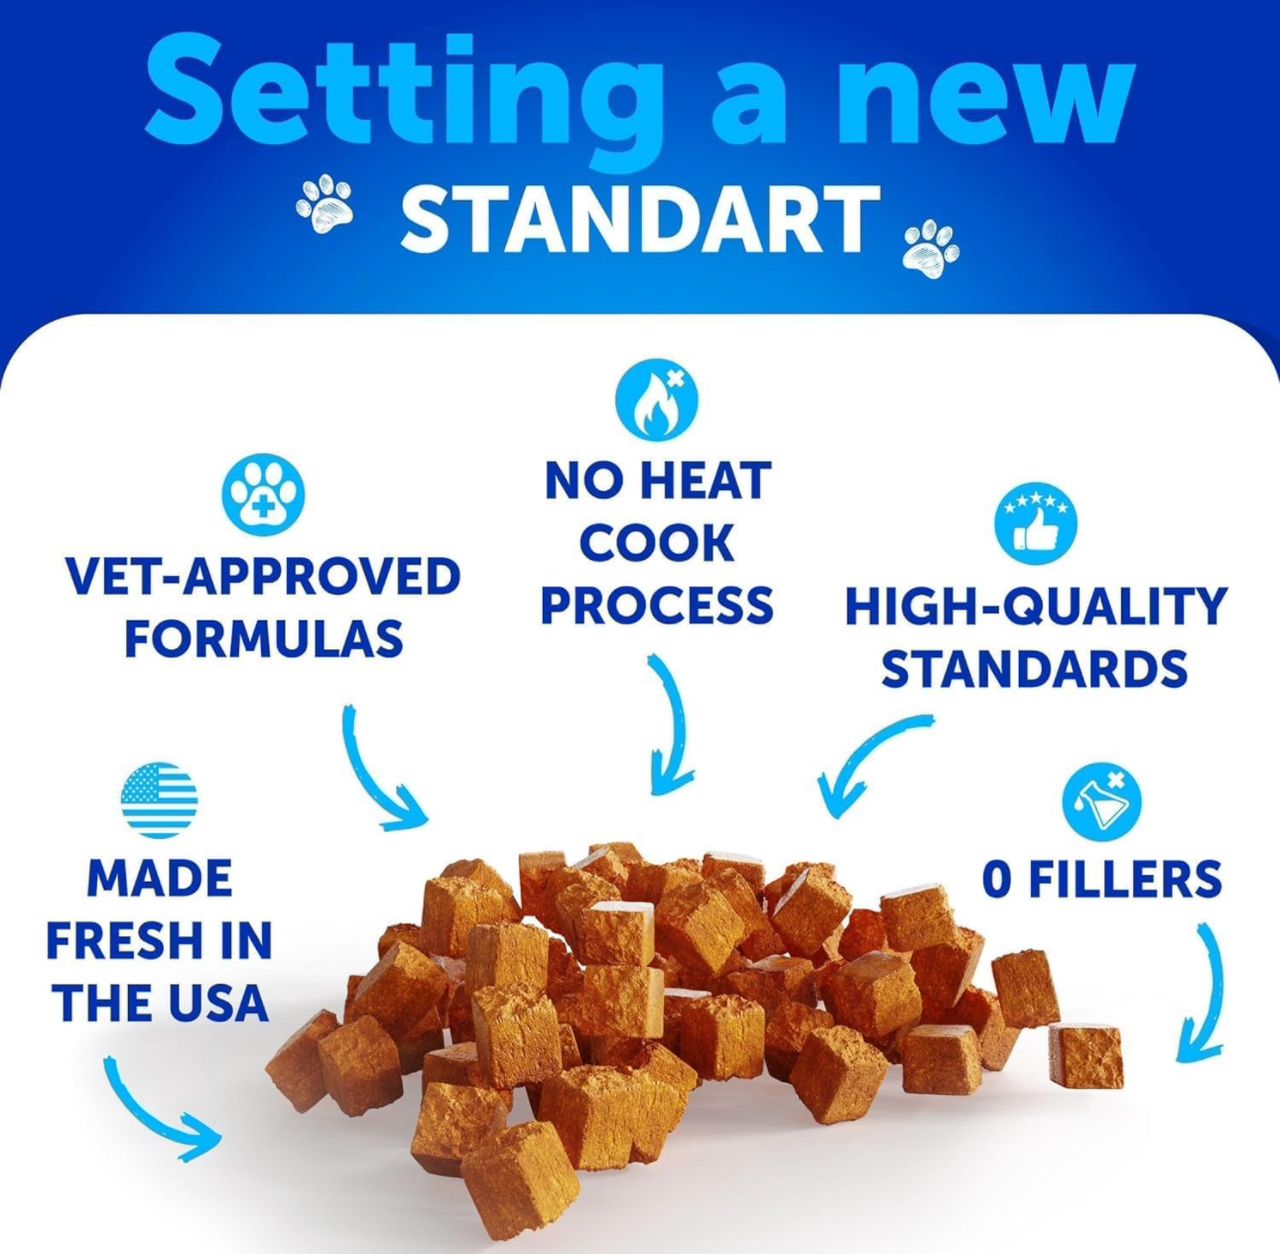 Setting a new
STANDART
NO HEAT
COOK
PROCESS
VET-APPROVED
FORMULAS
HIGH-QUALITY
STANDARDS
MADE
FRESH IN
THE USA
0 FILLERS